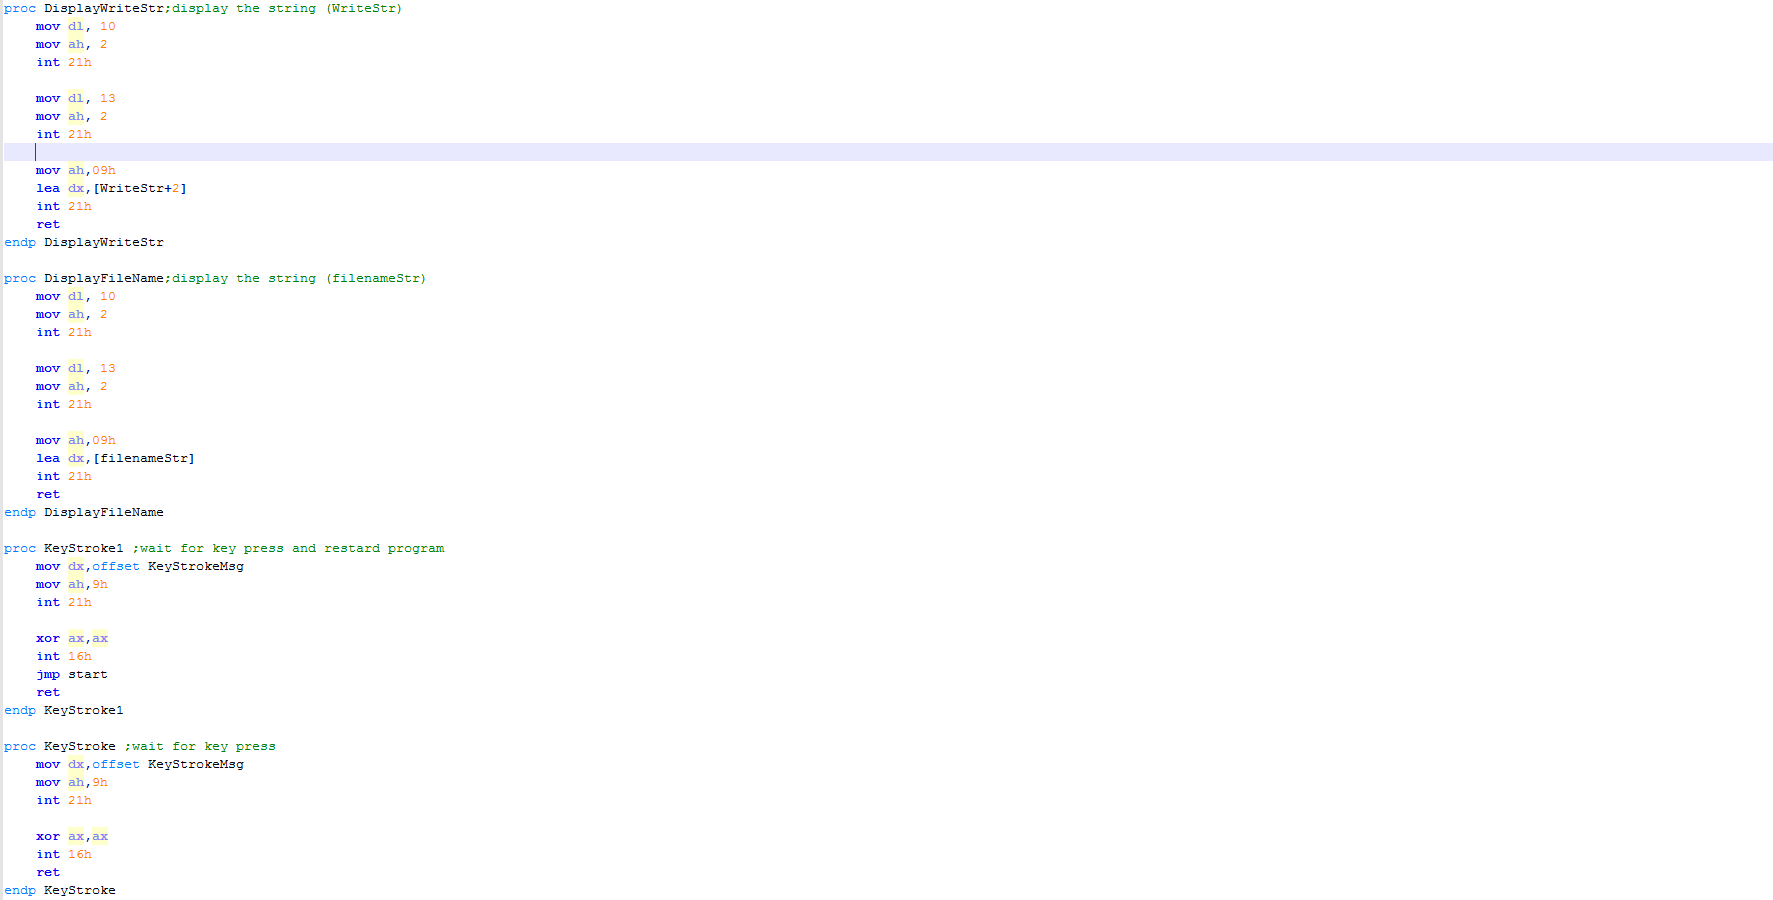 proc DisplayWriteStr;display the string (WriteStr)
    mov dl, 10
    mov ah, 2
    int 21h

    mov dl, 13
    mov ah, 2
    int 21h

    mov ah,09h
    lea dx,[WriteStr+2]
    int 21h
    ret
endp DisplayWriteStr

proc DisplayFileName;display the string (filenameStr)
    mov dl, 10
    mov ah, 2
    int 21h

    mov dl, 13
    mov ah, 2
    int 21h

    mov ah,09h
    lea dx,[filenameStr]
    int 21h
    ret
endp DisplayFileName

proc KeyStroke1 ;wait for key press and restard program
    mov dx,offset KeyStrokeMsg
    mov ah,9h
    int 21h

    xor ax,ax
    int 16h
    jmp start
    ret
endp KeyStroke1

proc KeyStroke ;wait for key press
    mov dx,offset KeyStrokeMsg
    mov ah,9h
    int 21h

    xor ax,ax
    int 16h
    ret
endp KeyStroke